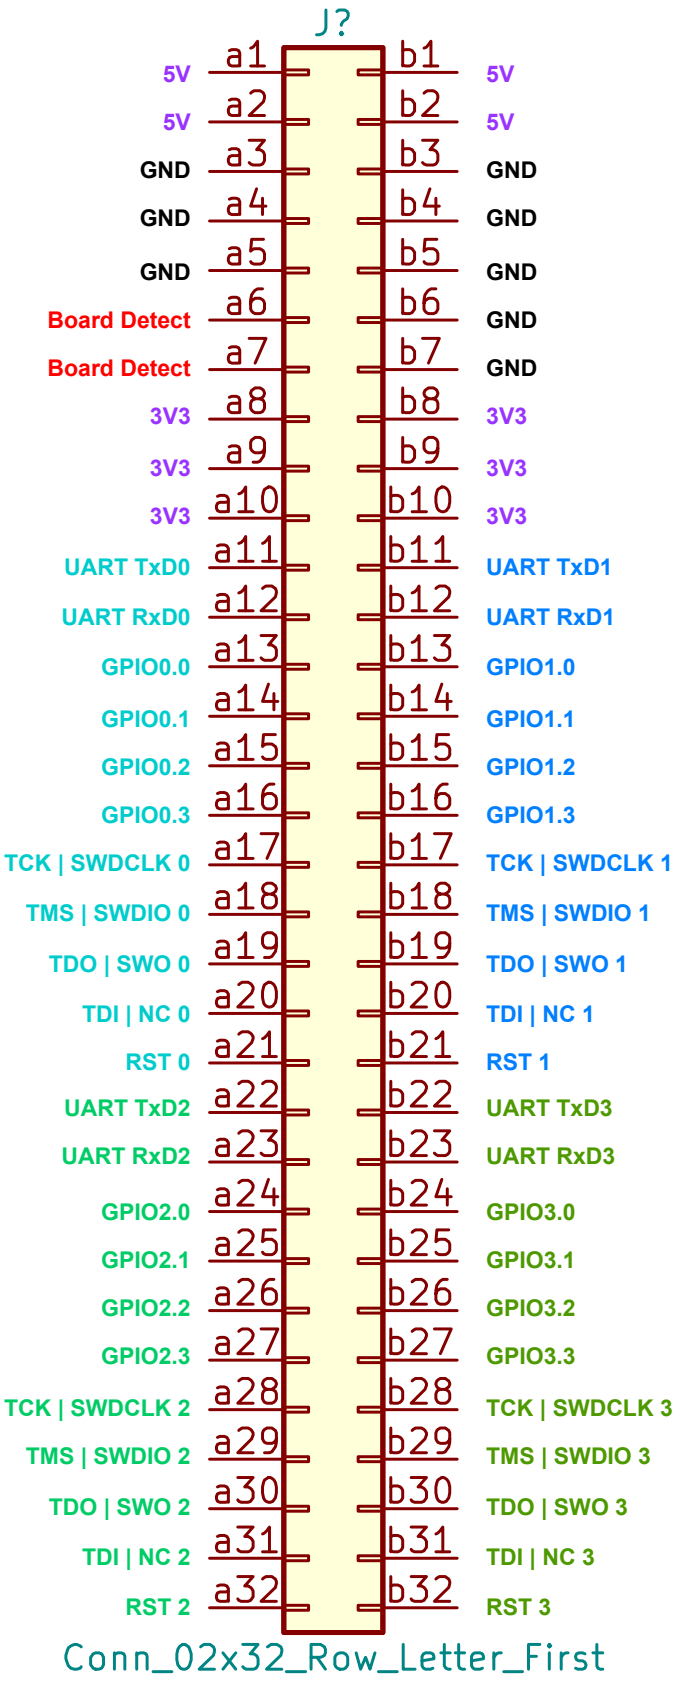 J?
5V a1 b1 5V
5V a2 b2 5V
GND a3 b3 GND
GND a4 b4 GND
GND a5 b5 GND
Board Detect a6 b6 GND
Board Detect a7 b7 GND
3V3 a8 b8 3V3
3V3 a9 b9 3V3
3V3 a10 b10 3V3
UART TxD0 a11 b11 UART TxD1
UART RxD0 a12 b12 UART RxD1
GPIO0.0 a13 b13 GPIO1.0
GPIO0.1 a14 b14 GPIO1.1
GPIO0.2 a15 b15 GPIO1.2
GPIO0.3 a16 b16 GPIO1.3
TCK | SWDCLK 0 a17 b17 TCK | SWDCLK 1
TMS | SWDIO 0 a18 b18 TMS | SWDIO 1
TDO | SWO 0 a19 b19 TDO | SWO 1
TDI | NC 0 a20 b20 TDI | NC 1
RST 0 a21 b21 RST 1
UART TxD2 a22 b22 UART TxD3
UART RxD2 a23 b23 UART RxD3
GPIO2.0 a24 b24 GPIO3.0
GPIO2.1 a25 b25 GPIO3.1
GPIO2.2 a26 b26 GPIO3.2
GPIO2.3 a27 b27 GPIO3.3
TCK | SWDCLK 2 a28 b28 TCK | SWDCLK 3
TMS | SWDIO 2 a29 b29 TMS | SWDIO 3
TDO | SWO 2 a30 b30 TDO | SWO 3
TDI | NC 2 a31 b31 TDI | NC 3
RST 2 a32 b32 RST 3
Conn_02x32_Row_Letter_First